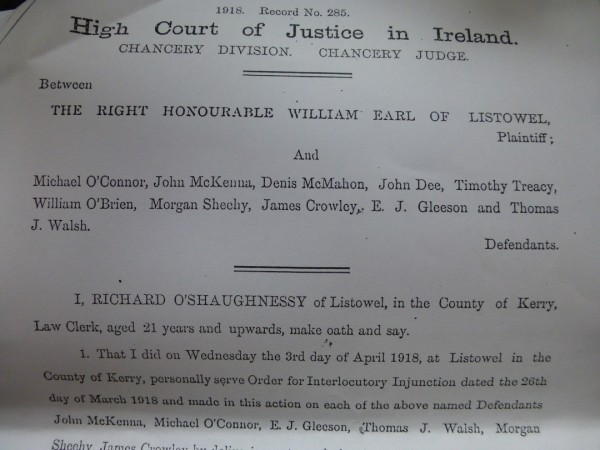 1918. Record No. 285.
High Court of Justice in Ireland.
CHANCERY DIVISION. CHANCERY JUDGE.
Between
THE RIGHT HONOURABLE WILLIAM EARL OF LISTOWEL,
Plaintiff;
And
Michael O'Connor, John McKenna, Denis McMahon, John Dee, Timothy Treacy,
William O'Brien, Morgan Sheehy, James Crowley, E. J. Gleeson and Thomas
J. Walsh.
Defendants.
I, RICHARD O'SHAUGHNESSY of Listowel, in the County of Kerry,
Law Clerk, aged 21 years and upwards, make oath and say.
1. That I did on Wednesday the 3rd day of April 1918, at Listowel in the
County of Kerry, personally serve Order for Interlocutory Injunction dated the 26th
day of March 1918 and made in this action on each of the above named Defendants
John McKenna, Michael O'Connor, E. J. Gleeson, Thomas J. Walsh, Morgan
Sheehy, James Crowley by